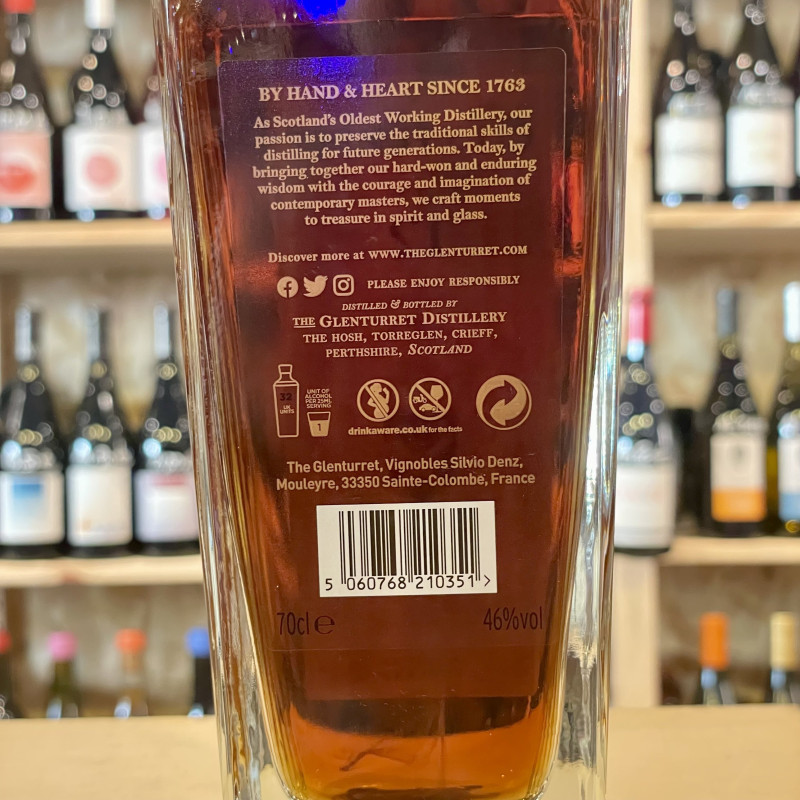 BY HAND & HEART SINCE 1763
As Scotland's Oldest Working Distillery, our
passion is to preserve the traditional skills of
distilling for future generations. Today, by
bringing together our hard-won and enduring
wisdom with the courage and imagination of
contemporary masters, we craft moments
to treasure in spirit and glass.
Discover more at WWW.THEGLENTURRET.COM
PLEASE ENJOY RESPONSIBLY
DISTILLED & BOTTLED BY
THE GLENTURRET DISTILLERY
THE HOSH, TORREGLEN, CRIEFF,
PERTHSHIRE, SCOTLAND
32
UK
UNITS
UNIT OF
ALCOHOL
PER 25ML
SERVING
1
drinkaware.co.uk for the facts
The Glenturret, Vignobles Silvio Denz,
Mouleyre, 33350 Sainte-Colombe, France
5 060768 210351 >
70cl e
46%vol